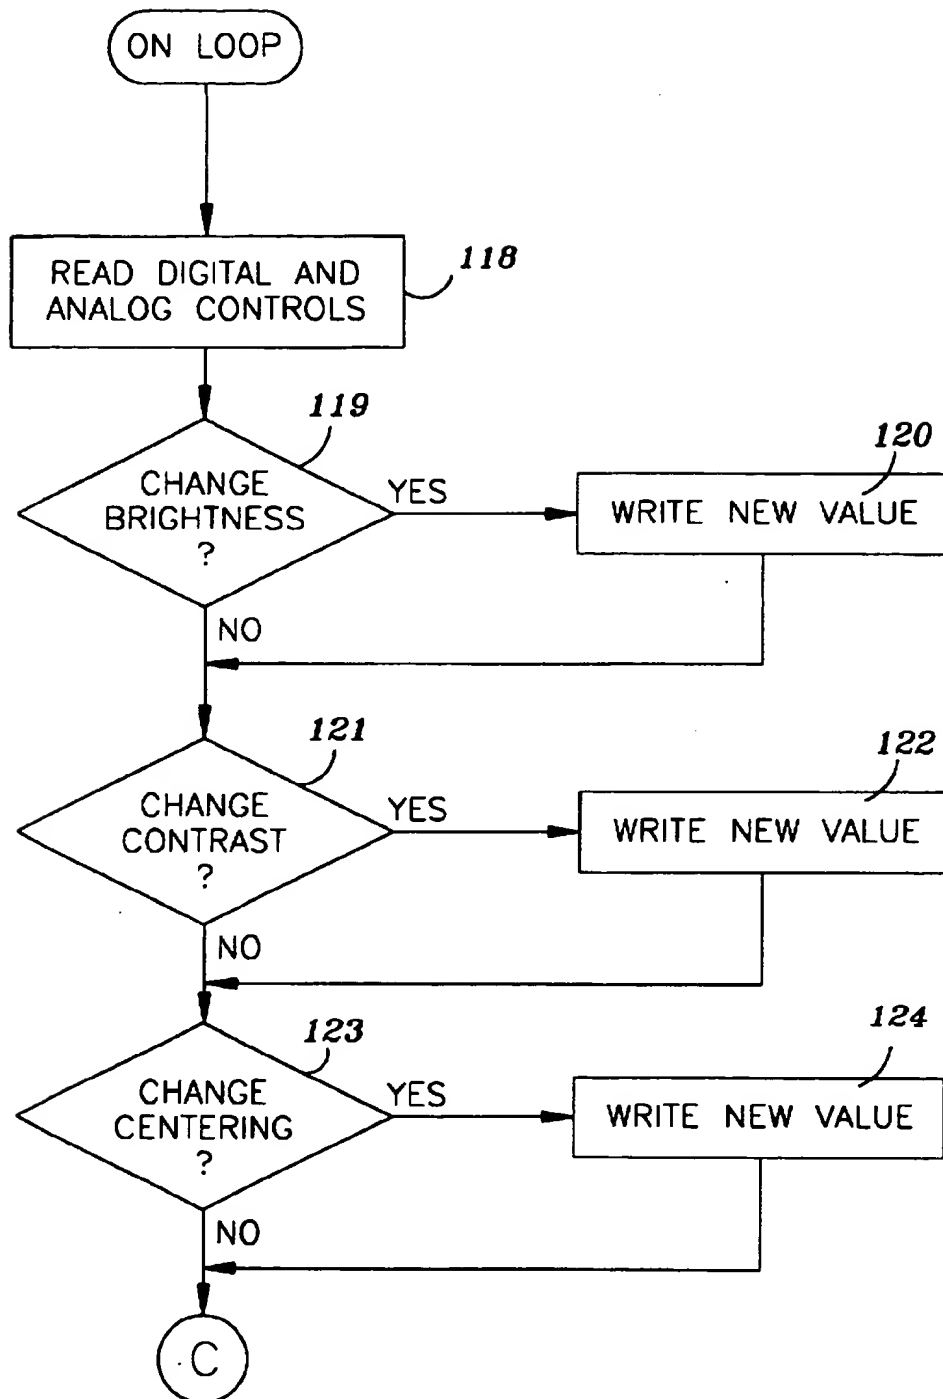 ON LOOP
READ DIGITAL AND
ANALOG CONTROLS
118
119
CHANGE
BRIGHTNESS
?
YES
120
WRITE NEW VALUE
NO
121
CHANGE
CONTRAST
?
YES
122
WRITE NEW VALUE
NO
123
CHANGE
CENTERING
?
YES
124
WRITE NEW VALUE
NO
C